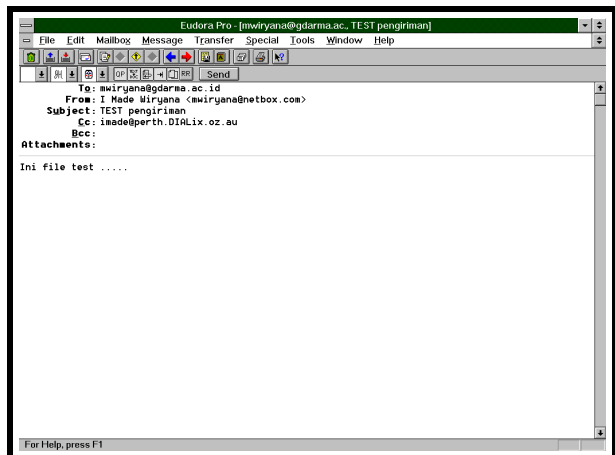 Eudora Pro - [mwiryana@gdarma.ac., TEST pengiriman]
File Edit Mailbox Message Transfer Special Tools Window Help
QP RR Send
To: mwiryana@gdarma.ac.id
From: I Made Wiryana <mwiryana@netbox.com>
Subject: TEST pengiriman
Cc: imade@perth.DIALix.oz.au
Bcc:
Attachments:
Ini file test .....
For Help, press F1